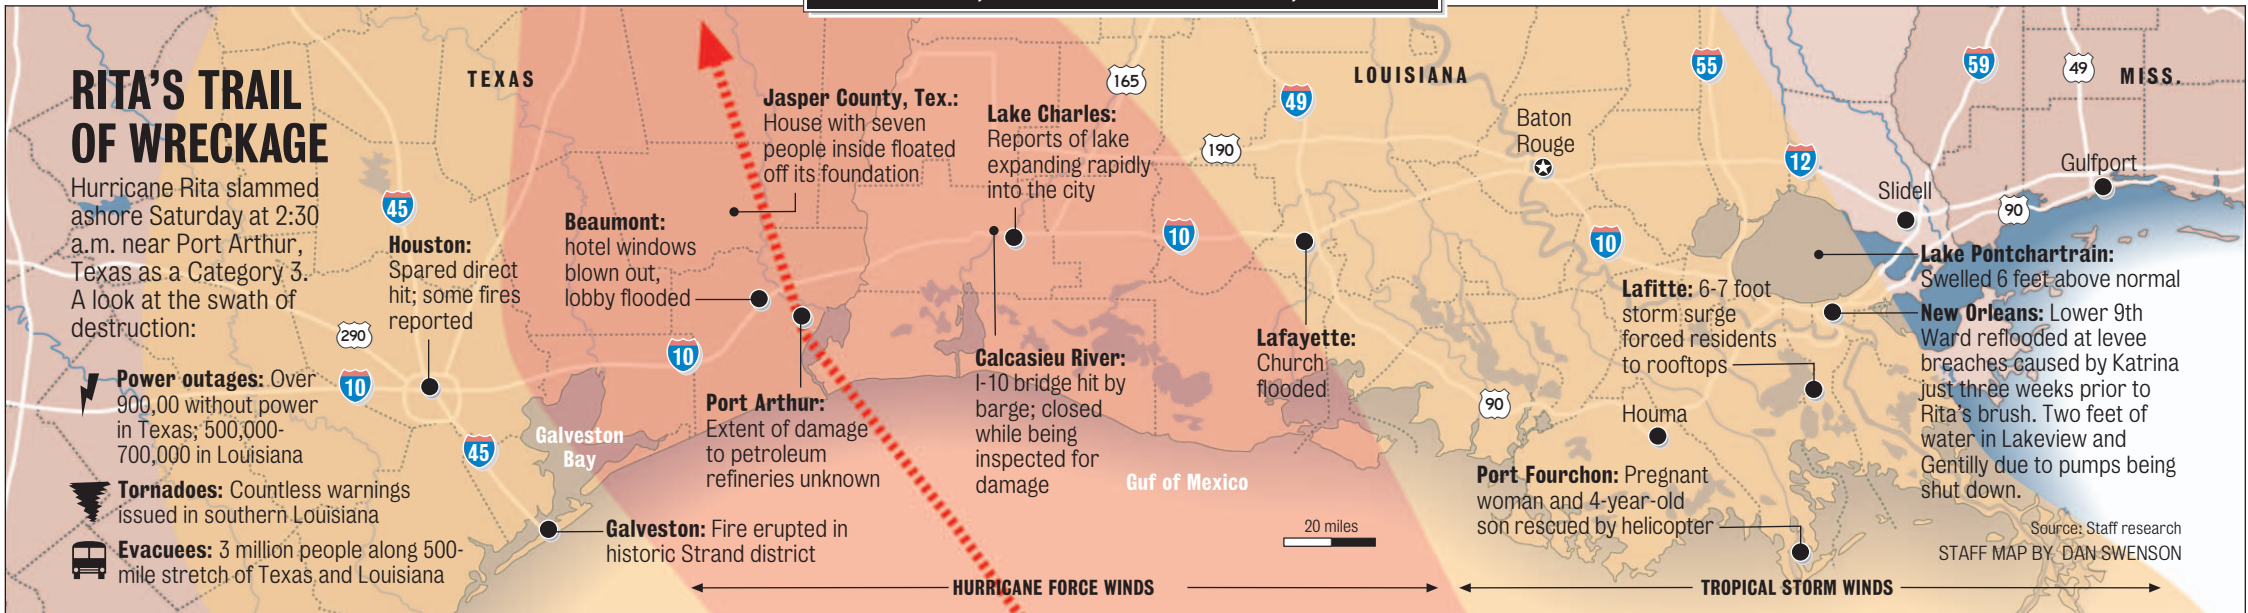 RITA'S TRAIL
OF WRECKAGE
Hurricane Rita slammed
ashore Saturday at 2:30
a.m. near Port Arthur,
Texas as a Category 3.
A look at the swath of
destruction:
Power outages: Over
900,00 without power
in Texas; 500,000-
700,000 in Louisiana
Tornadoes: Countless warnings
issued in southern Louisiana
Evacuees: 3 million people along 500-
mile stretch of Texas and Louisiana
TEXAS
45
Houston:
Spared direct
hit; some fires
reported
290
10
45
Beaumont:
hotel windows
blown out,
lobby flooded
10
Galveston
Bay
Galveston: Fire erupted in
historic Strand district
Jasper County, Tex.:
House with seven
people inside floated
off its foundation
Port Arthur:
Extent of damage
to petroleum
refineries unknown
Lake Charles:
Reports of lake
expanding rapidly
into the city
165
190
10
Calcasieu River:
I-10 bridge hit by
barge; closed
while being
inspected for
damage
Guf of Mexico
HURRICANE FORCE WINDS
LOUISIANA
49
Lafayette:
Church
flooded
20 miles
Baton
Rouge
55
12
10
90
Lafitte: 6-7 foot
storm surge
forced residents
to rooftops
Houma
Port Fourchon: Pregnant
woman and 4-year-old
son rescued by helicopter
TROPICAL STORM WINDS
59
49
MISS.
Gulfport
Slidell
90
Lake Pontchartrain:
Swelled 6 feet above normal
New Orleans: Lower 9th
Ward reflooded at levee
breaches caused by Katrina
just three weeks prior to
Rita's brush. Two feet of
water in Lakeview and
Gentilly due to pumps being
shut down.
Source: Staff research
STAFF MAP BY DAN SWENSON